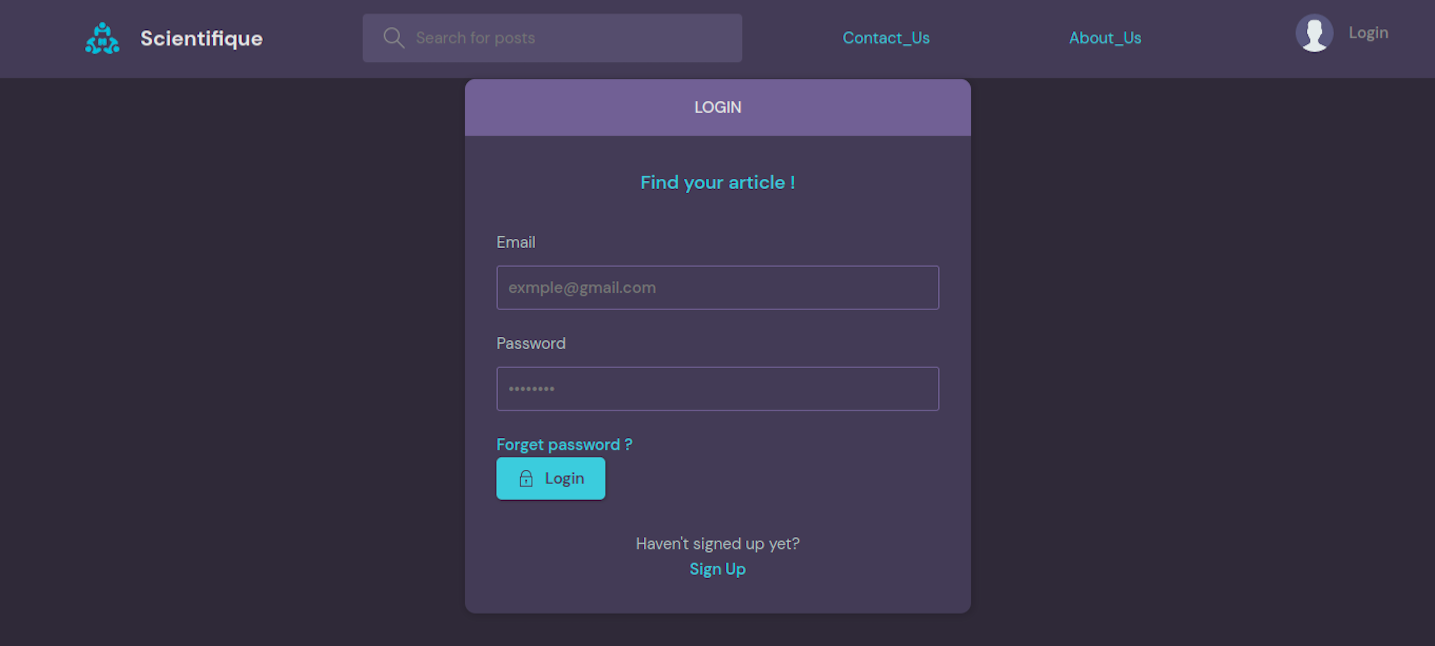 Scientifique
Search for posts
Contact_Us
About_Us
Login
LOGIN
Find your article !
Email
exmple@gmail.com
Password
••••••••
Forget password ?
Login
Haven't signed up yet?
Sign Up